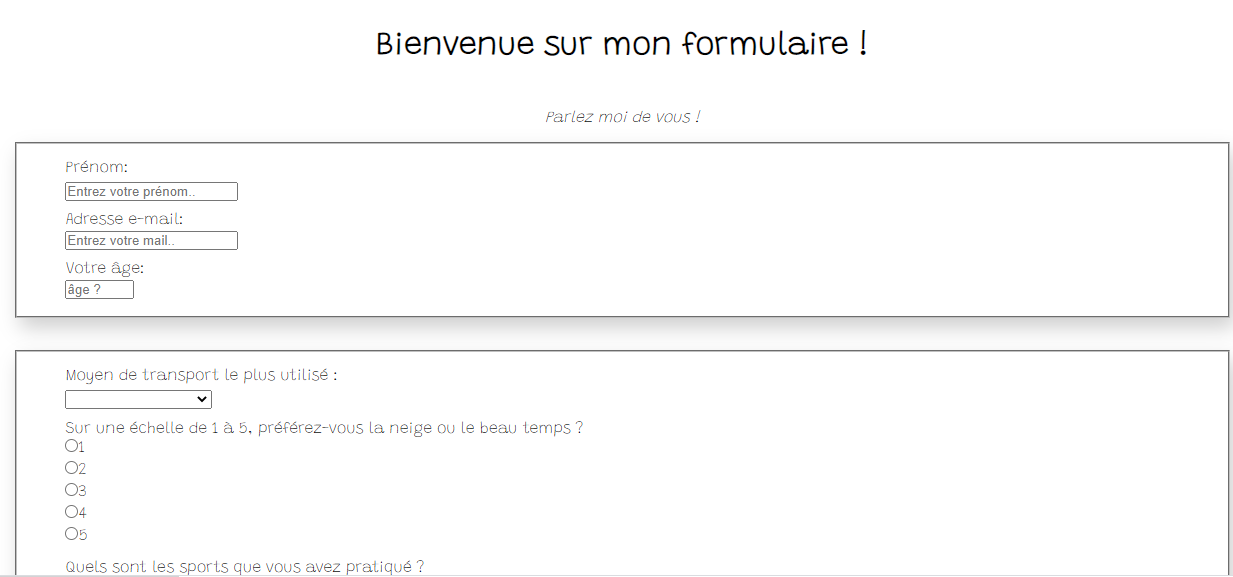 Bienvenue sur mon formulaire !
Parlez moi de vous !
Prénom:
Entrez votre prénom..
Adresse e-mail:
Entrez votre mail..
Votre âge:
âge ?
Moyen de transport le plus utilisé :
Sur une échelle de 1 à 5, préférez-vous la neige ou le beau temps ?
1
2
3
4
5
Quels sont les sports que vous avez pratiqué ?